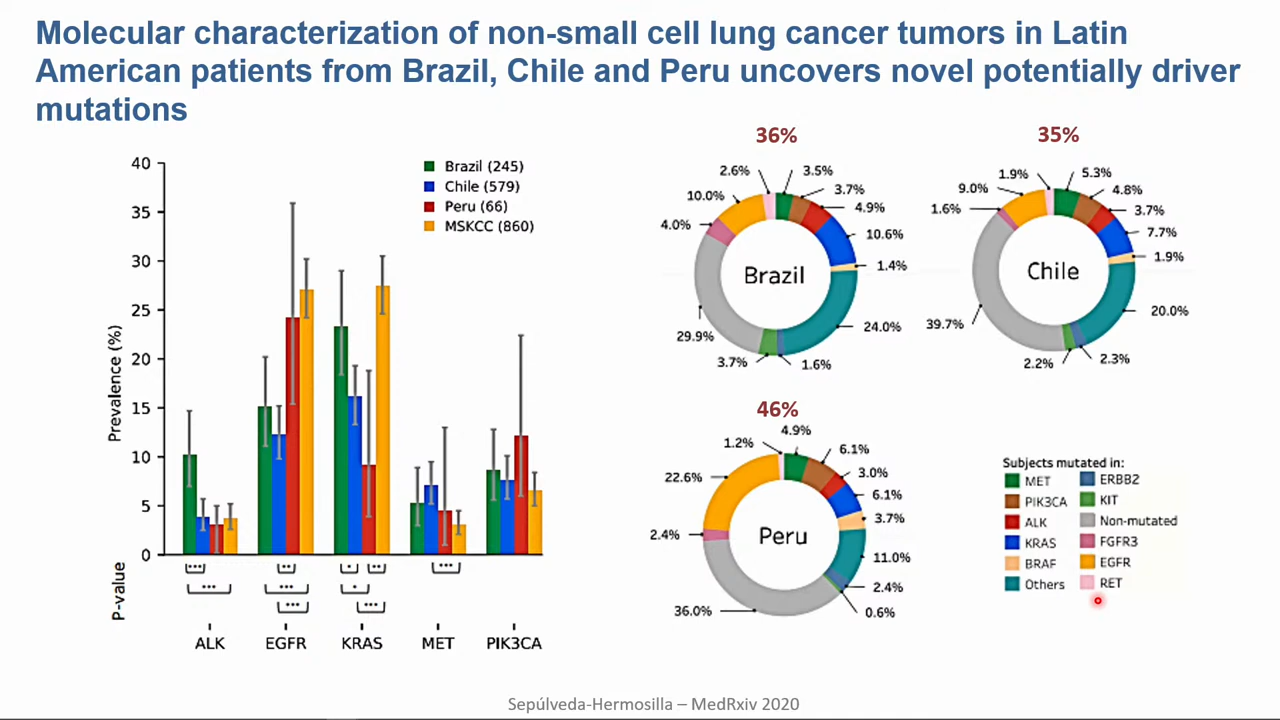 Molecular characterization of non-small cell lung cancer tumors in Latin
American patients from Brazil, Chile and Peru uncovers novel potentially driver
mutations
40
35
30
25
20
15
10
5
0
Prevalence (%)
Brazil (245)
Chile (579)
Peru (66)
MSKCC (860)
P-value
***
***
**
***
***
*
***
*
***
***
ALK
EGFR
KRAS
MET
PIK3CA
36%
2.6%
3.5%
3.7%
4.9%
10.6%
1.4%
24.0%
1.6%
3.7%
29.9%
4.0%
10.0%
Brazil
35%
1.9%
5.3%
4.8%
3.7%
7.7%
1.9%
20.0%
2.3%
2.2%
39.7%
1.6%
9.0%
Chile
46%
1.2%
4.9%
6.1%
3.0%
6.1%
3.7%
11.0%
2.4%
0.6%
36.0%
2.4%
22.6%
Peru
Subjects mutated in:
MET
PIK3CA
ALK
KRAS
BRAF
Others
ERBB2
KIT
Non-mutated
FGFR3
EGFR
RET
Sepúlveda-Hermosilla – MedRxiv 2020